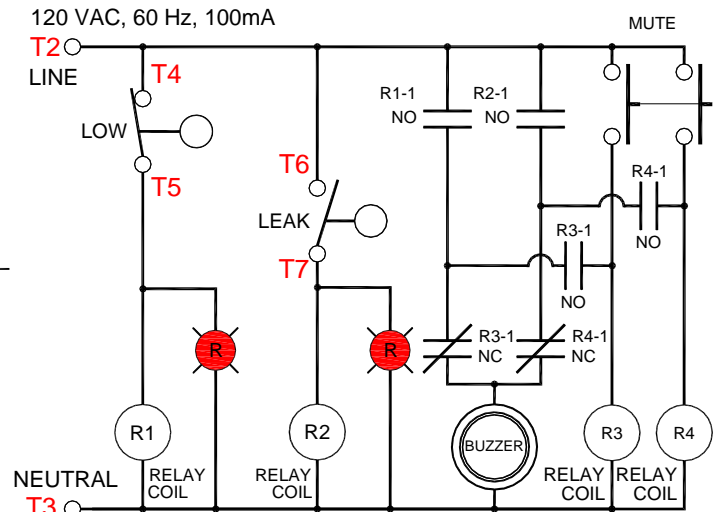 120 VAC, 60 Hz, 100mA
MUTE
T2
LINE
T4
LOW
T5
R1-1
NO
R2-1
NO
T6
LEAK
T7
R4-1
NO
R3-1
NO
R
R
R3-1
NC
R4-1
NC
R1
R2
BUZZER
R3
R4
NEUTRAL
T3
RELAY
COIL
RELAY
COIL
RELAY
COIL
RELAY
COIL